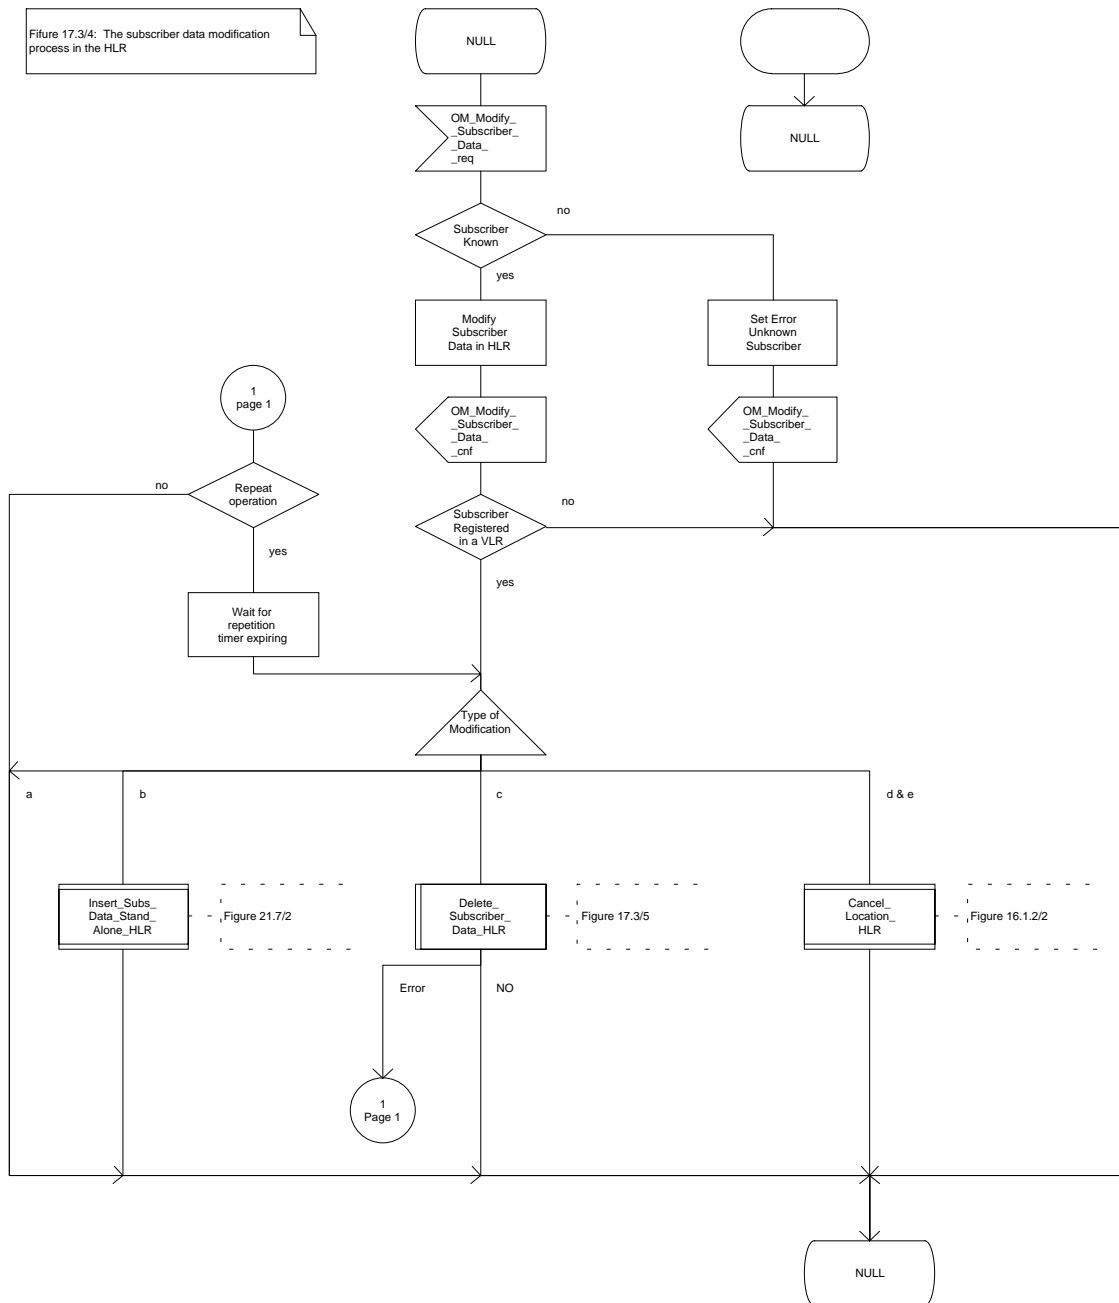 Fifure 17.3/4: The subscriber data modification
process in the HLR
NULL
NULL
OM_Modify_
_Subscriber_
_Data_
_req
Subscriber
Known
no
yes
Modify
Subscriber
Data in HLR
Set Error
Unknown
Subscriber
1
page 1
OM_Modify_
_Subscriber_
_Data_
_cnf
OM_Modify_
_Subscriber_
_Data_
_cnf
no
Repeat
operation
yes
Subscriber
Registered
in a VLR
no
yes
Wait for
repetition
timer expiring
Type of
Modification
a
b
c
d & e
Insert_Subs_
Data_Stand_
Alone_HLR
Figure 21.7/2
Delete_
Subscriber_
Data_HLR
Figure 17.3/5
Cancel_
Location_
HLR
Figure 16.1.2/2
Error
NO
1
Page 1
NULL